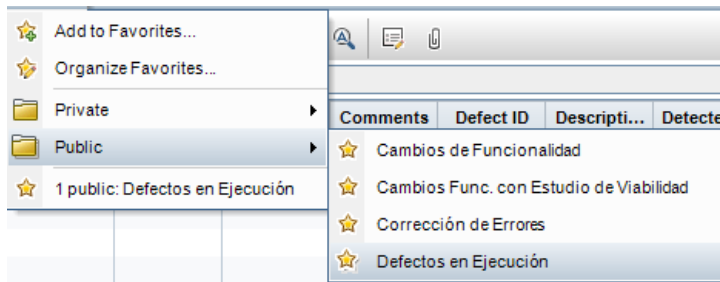 Add to Favorites...
Organize Favorites...
Private
Public
1 public: Defectos en Ejecución
Comments Defect ID Descripti... Detecte
Cambios de Funcionalidad
Cambios Func. con Estudio de Viabilidad
Corrección de Errores
Defectos en Ejecución